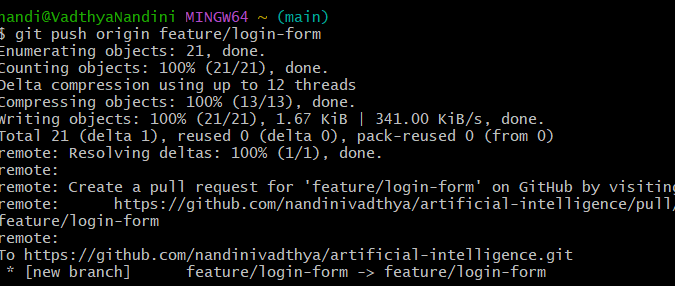 nandi@VadthyaNandini MINGW64 ~ (main)
$ git push origin feature/login-form
Enumerating objects: 21, done.
Counting objects: 100% (21/21), done.
Delta compression using up to 12 threads
Compressing objects: 100% (13/13), done.
Writing objects: 100% (21/21), 1.67 KiB | 341.00 KiB/s, done.
Total 21 (delta 1), reused 0 (delta 0), pack-reused 0 (from 0)
remote: Resolving deltas: 100% (1/1), done.
remote:
remote: Create a pull request for 'feature/login-form' on GitHub by visiting
remote:      https://github.com/nandinivadthya/artificial-intelligence/pull/
feature/login-form
remote:
To https://github.com/nandinivadthya/artificial-intelligence.git
 * [new branch]      feature/login-form -> feature/login-form